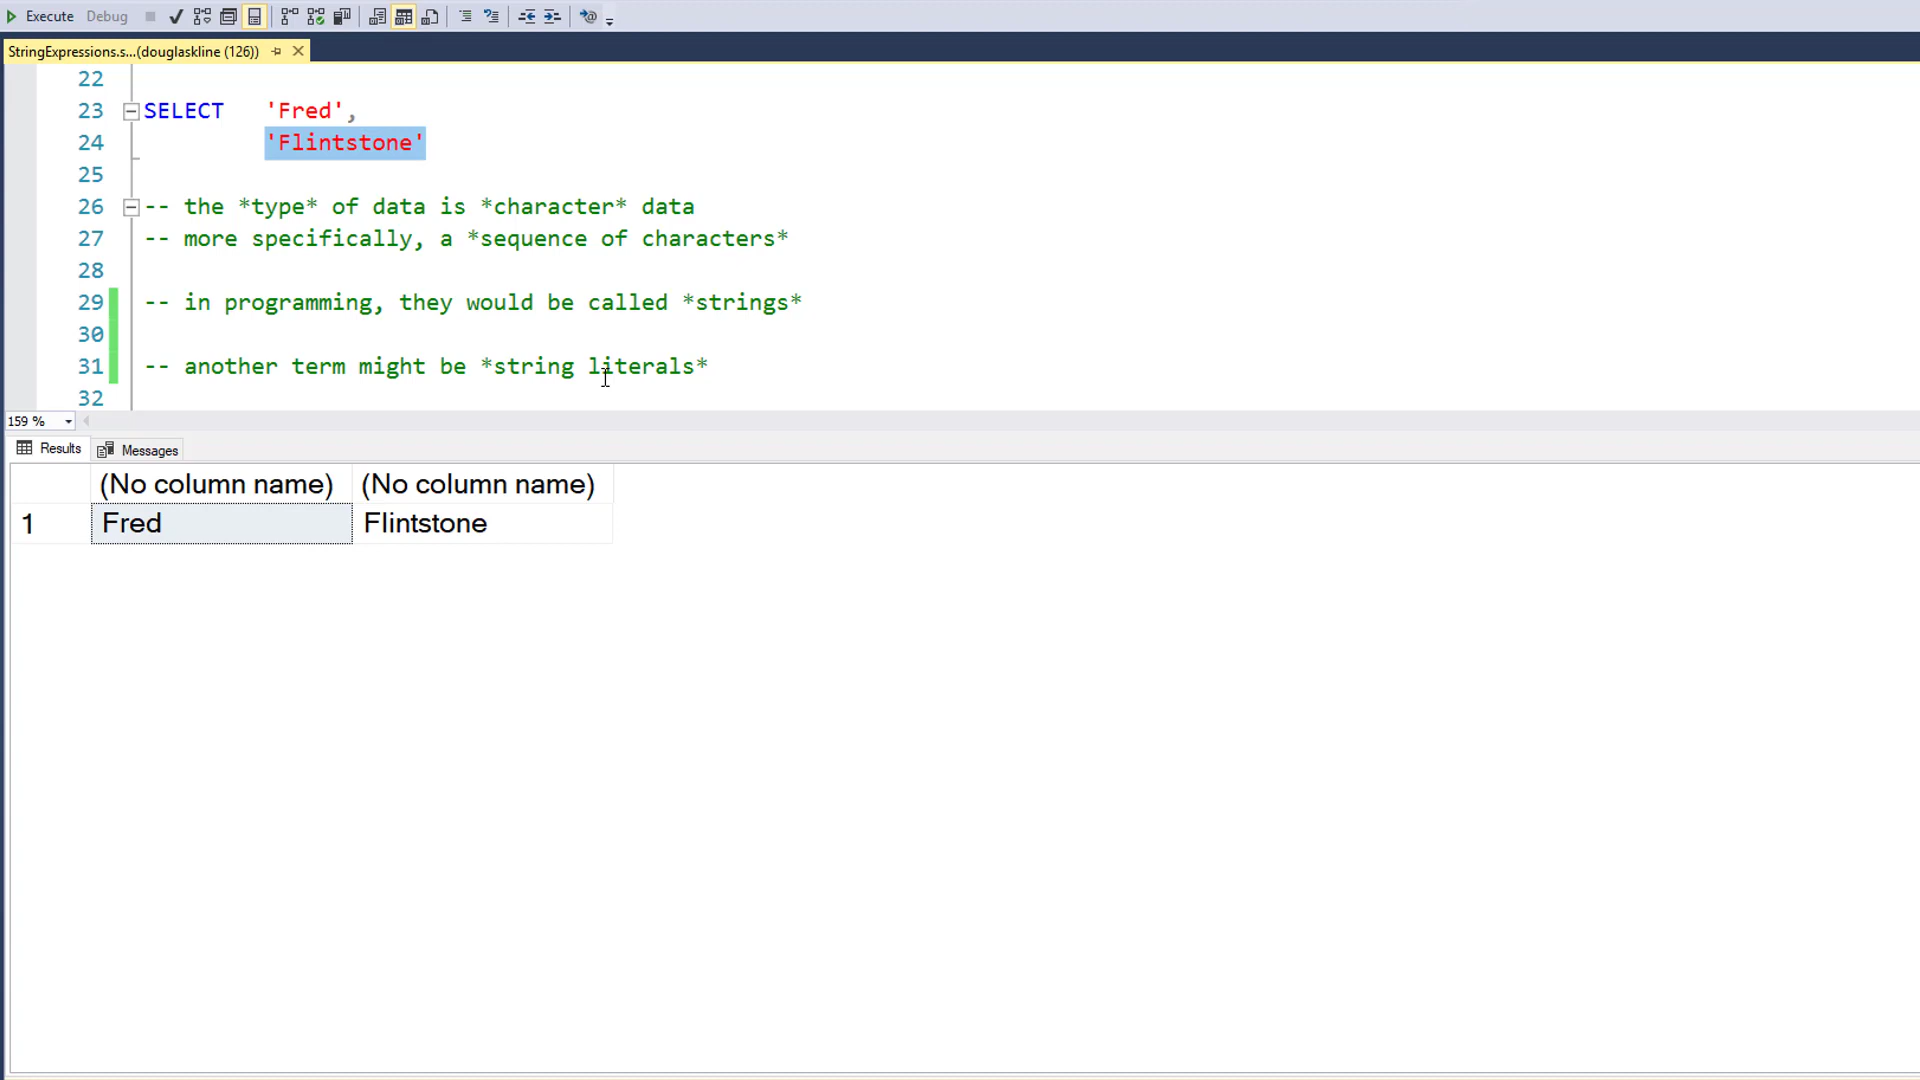 Execute Debug
StringExpressions.s...(douglaskline (126))
22
23 SELECT 'Fred',
24 'Flintstone'
25
26 -- the *type* of data is *character* data
27 -- more specifically, a *sequence of characters*
28
29 -- in programming, they would be called *strings*
30
31 -- another term might be *string literals*
32
159 %
Results Messages
(No column name) (No column name)
1 Fred Flintstone